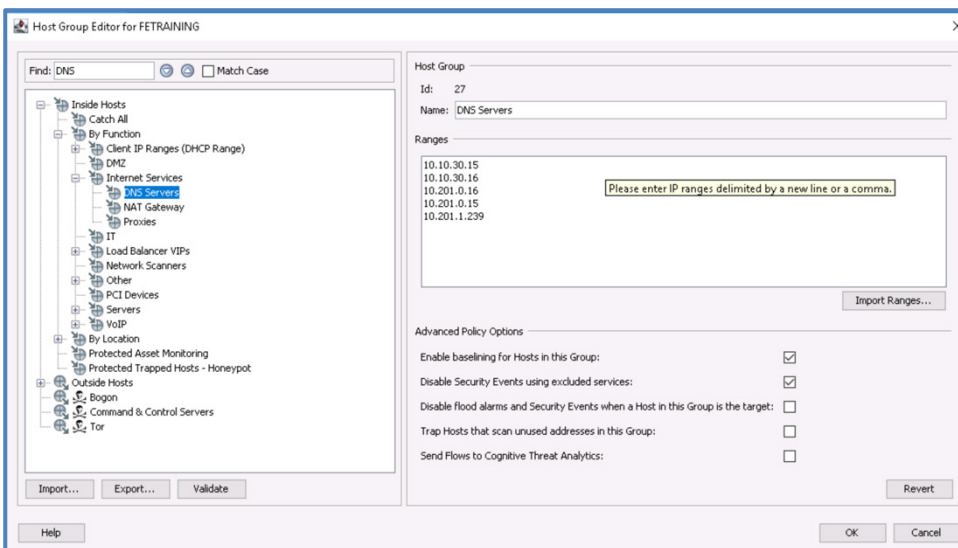 Host Group Editor for FETRAINING
Find: DNS
Match Case
Inside Hosts
Catch All
By Function
Client IP Ranges (DHCP Range)
DMZ
Internet Services
DNS Servers
NAT Gateway
Proxies
IT
Load Balancer VIPs
Network Scanners
Other
PCI Devices
Servers
VoIP
By Location
Protected Asset Monitoring
Protected Trapped Hosts - Honeypot
Outside Hosts
Bogon
Command & Control Servers
Tor
Import... Export... Validate
Host Group
Id: 27
Name: DNS Servers
Ranges
10.10.30.15
10.10.30.16
10.201.0.16
10.201.0.15
10.201.1.239
Please enter IP ranges delimited by a new line or a comma.
Import Ranges...
Advanced Policy Options
Enable baselining for Hosts in this Group:
Disable Security Events using excluded services:
Disable flood alarms and Security Events when a Host in this Group is the target:
Trap Hosts that scan unused addresses in this Group:
Send Flows to Cognitive Threat Analytics:
Revert
Help OK Cancel